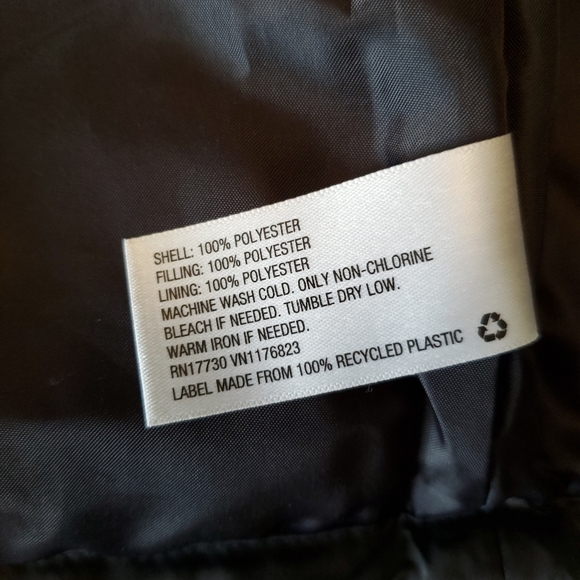 SHELL: 100% POLYESTER
FILLING: 100% POLYESTER
LINING: 100% POLYESTER
MACHINE WASH COLD. ONLY NON-CHLORINE
BLEACH IF NEEDED. TUMBLE DRY LOW.
WARM IRON IF NEEDED.
RN17730 VN1176823
LABEL MADE FROM 100% RECYCLED PLASTIC